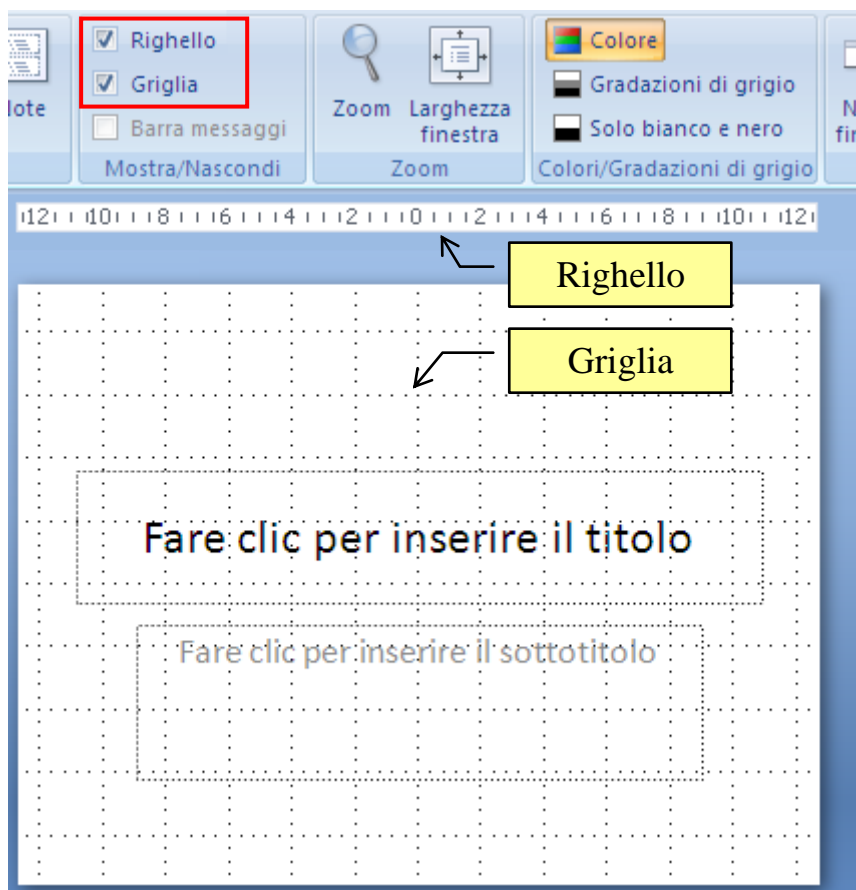 Note
Righello
Griglia
Barra messaggi
Mostra/Nascondi
Zoom
Larghezza
finestra
Zoom
Colore
Gradazioni di grigio
Solo bianco e nero
Colori/Gradazioni di grigio
12 10 8 6 4 2 0 2 4 6 8 10 12
Righello
Griglia
Fare clic per inserire il titolo
Fare clic per inserire il sottotitolo